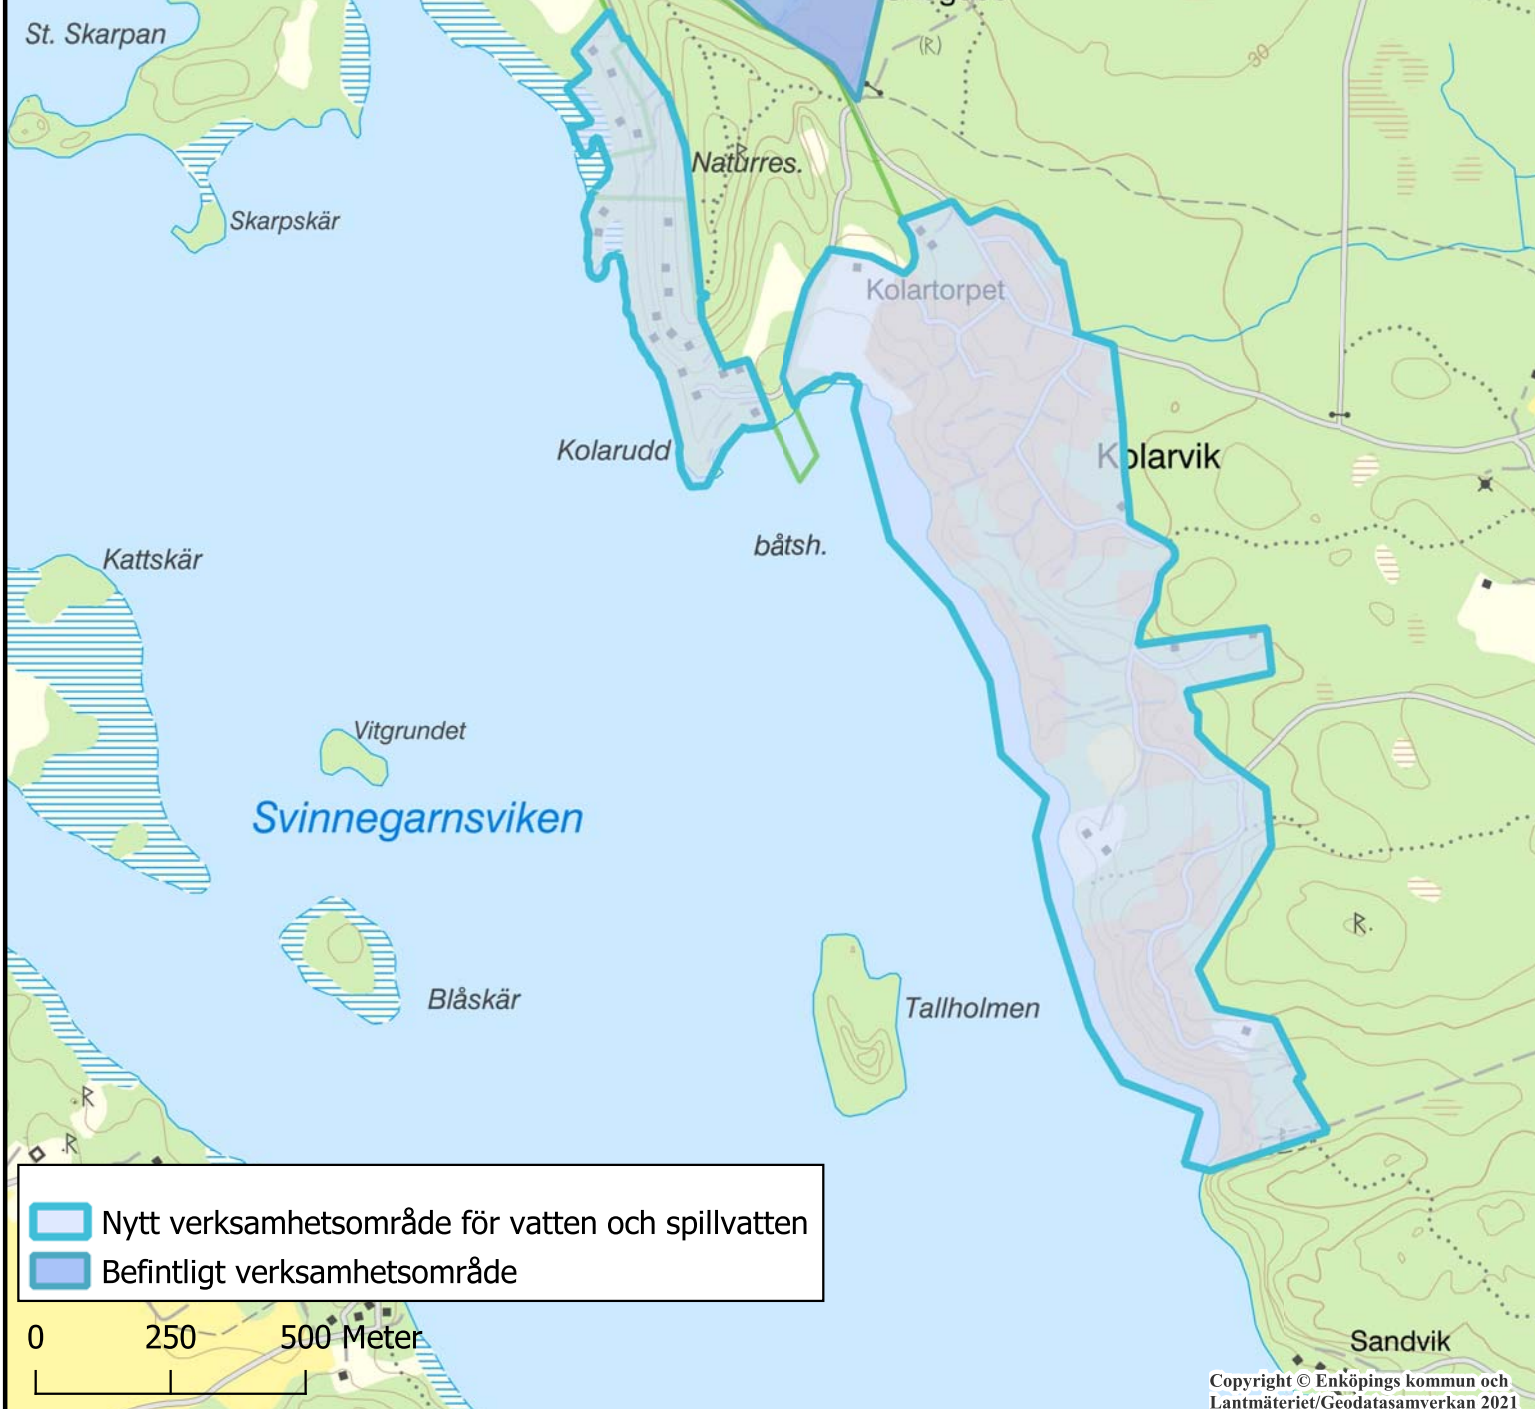 St. Skarpan
(R)
30
Naturres.
R
Skarpskär
Kolartorpet
Kolarudd
Kolarvik
båtsh.
Kattskär
Vitgrundet
Svinnegarnsviken
R.
Blåskär
Tallholmen
R
R
Nytt verksamhetsområde för vatten och spillvatten
Befintligt verksamhetsområde
0 250 500 Meter
Sandvik
Copyright © Enköpings kommun och
Lantmäteriet/Geodatasamverkan 2021